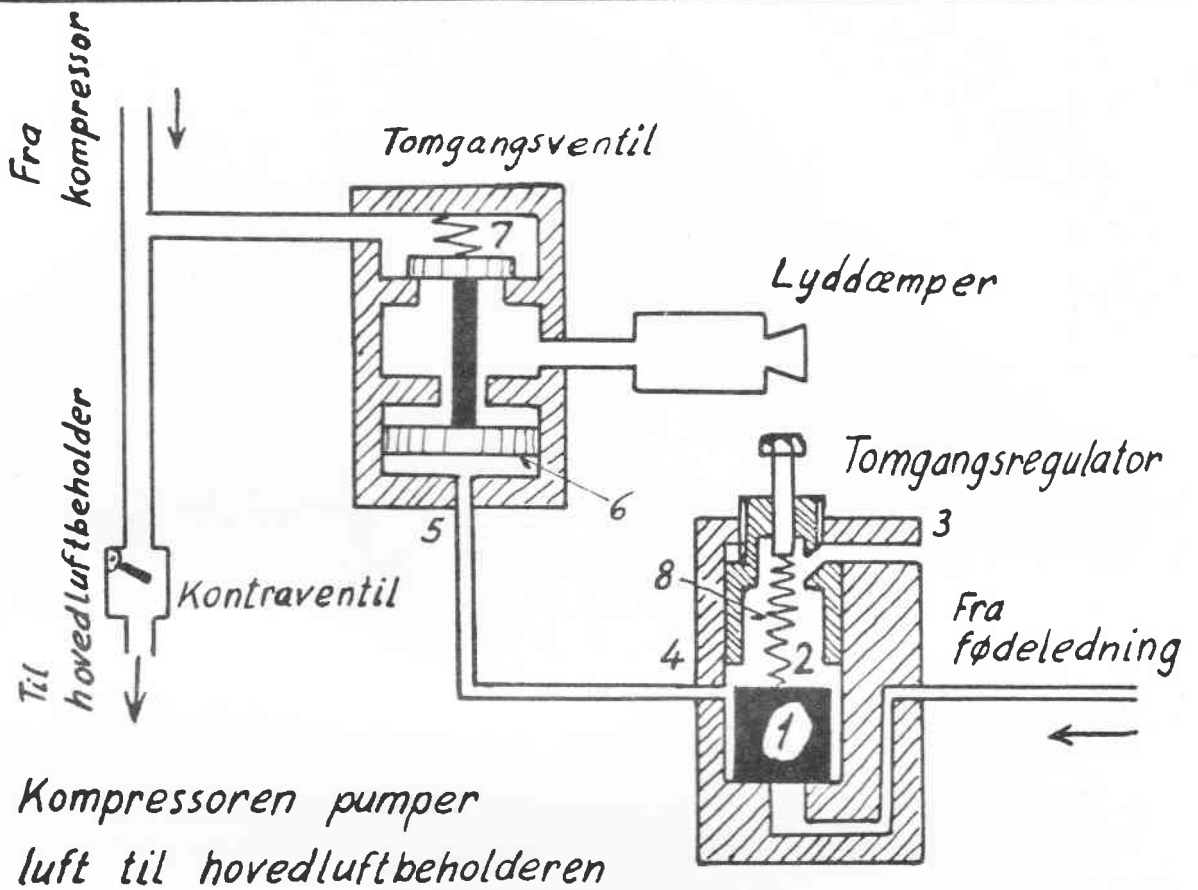 Fra
kompressor
Tomgangsventil
7
Lyddæmper
Til
hovedluftbeholder
6
5
Kontraventil
Tomgangsregulator
3
8
4
2
1
Fra
fødeledning
Kompressoren pumper
luft til hovedluftbeholderen